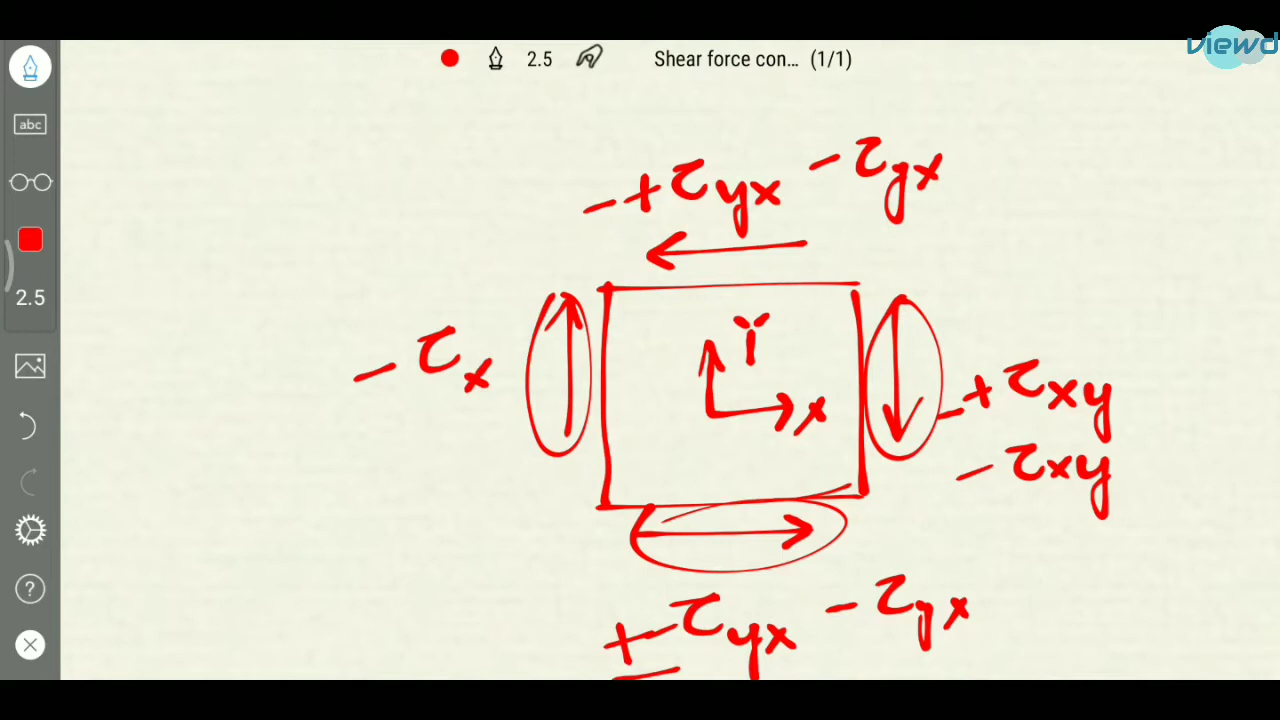 viewd
abc
2.5
Shear force con... (1/1)
2.5
- + τyx - τyx
Y
X
- τx
- + τxy
- τxy
+ - τyx - τyx
?